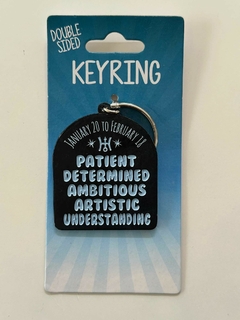 DOUBLE
SIDED
KEYRING
JANUARY 20 TO FEBRUARY 18
PATIENT
DETERMINED
AMBITIOUS
ARTISTIC
UNDERSTANDING